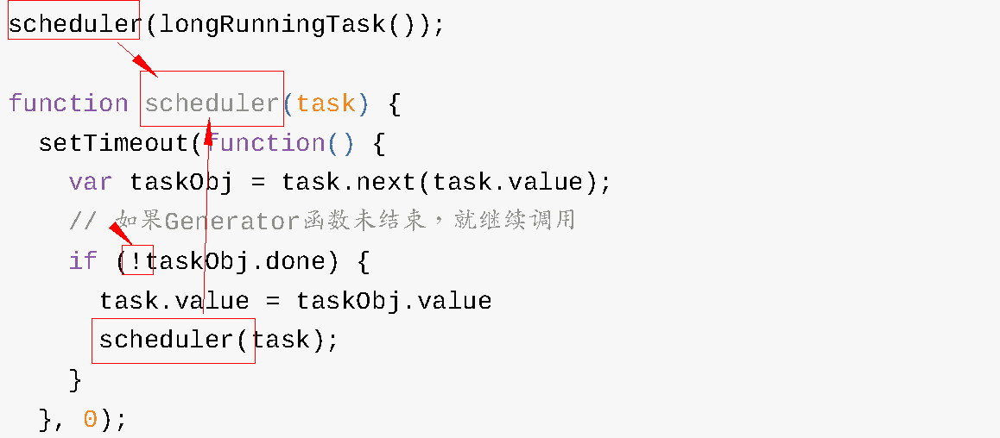 scheduler(longRunningTask());
function scheduler(task) {
setTimeout(function() {
var taskObj = task.next(task.value);
// 如果Generator函数未结束，就继续调用
if (!taskObj.done) {
task.value = taskObj.value
scheduler(task);
}
}, 0);